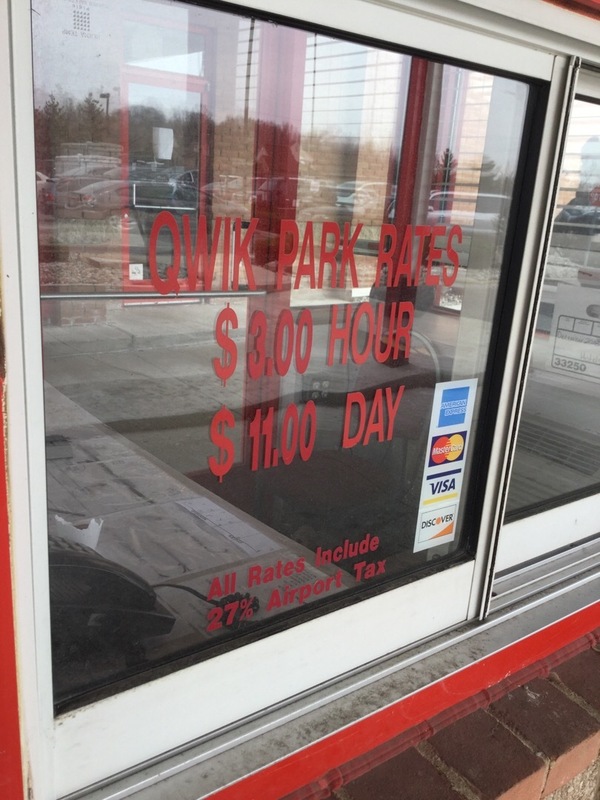 QWIK PARK RATES
$ 3.00 HOUR
$ 11.00 DAY
AMERICAN
EXPRESS
MasterCard
VISA
DISCOVER
All Rates Include
27% Airport Tax
33250